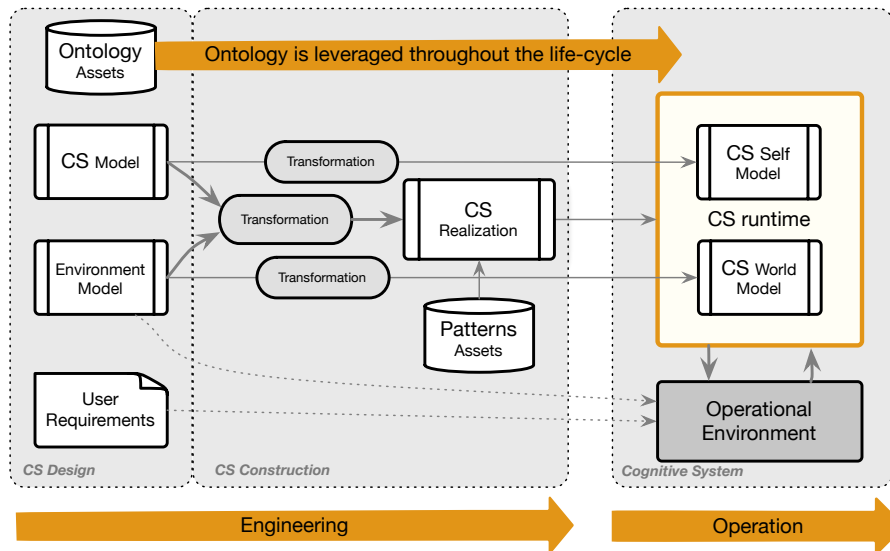 Ontology
Assets
Ontology is leveraged throughout the life-cycle
CS Model
Transformation
CS Self
Model
Transformation
CS
Realization
CS runtime
Environment
Model
Transformation
CS World
Model
Patterns
Assets
User
Requirements
Operational
Environment
CS Design
CS Construction
Cognitive System
Engineering
Operation